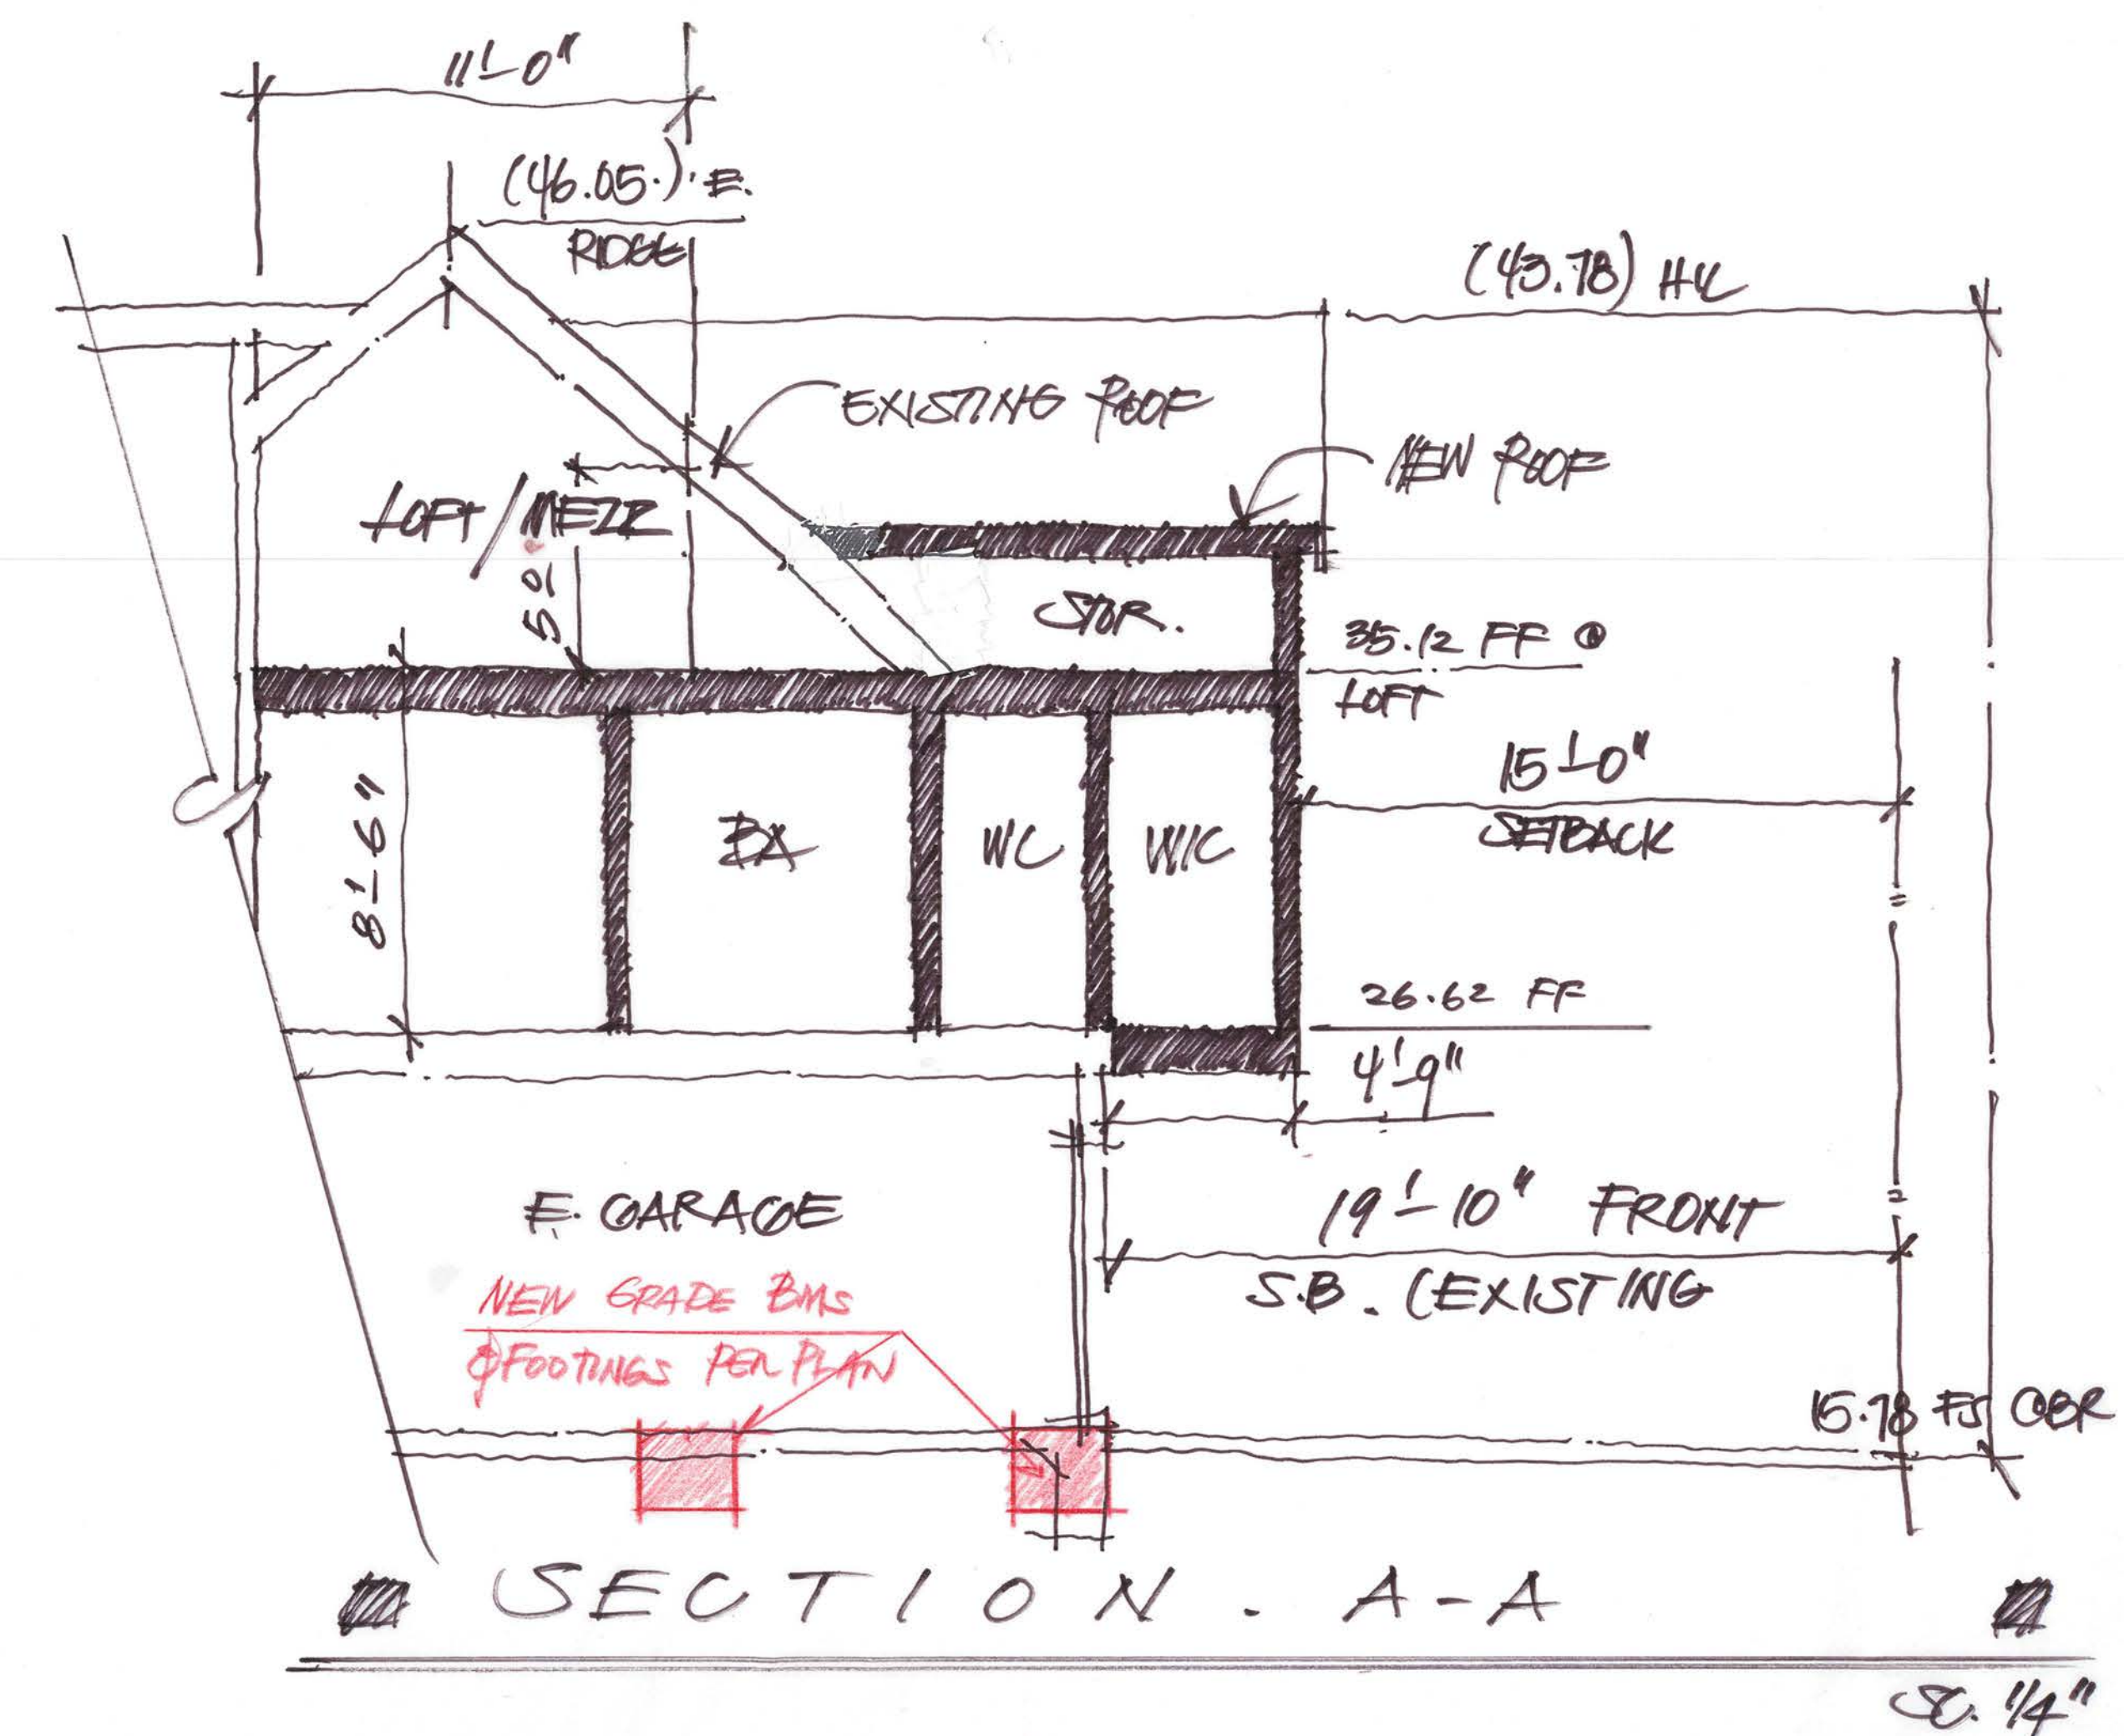 11'-0"
(46.05.)' E.
RIDGE
(43.78) HL
EXISTING ROOF
NEW ROOF
LOFT/MEZZ
5º
STOR.
35.12 FF @
LOFT
15'-0"
SETBACK
8'-6"
BA
WC
WIC
26.62 FF
4'-9"
E. GARAGE
19'-10" FRONT
S.B. (EXISTING
NEW GRADE BMS
& FOOTINGS PER PLAN
15.78 FS
SECTION. A-A
SC. 1/4"